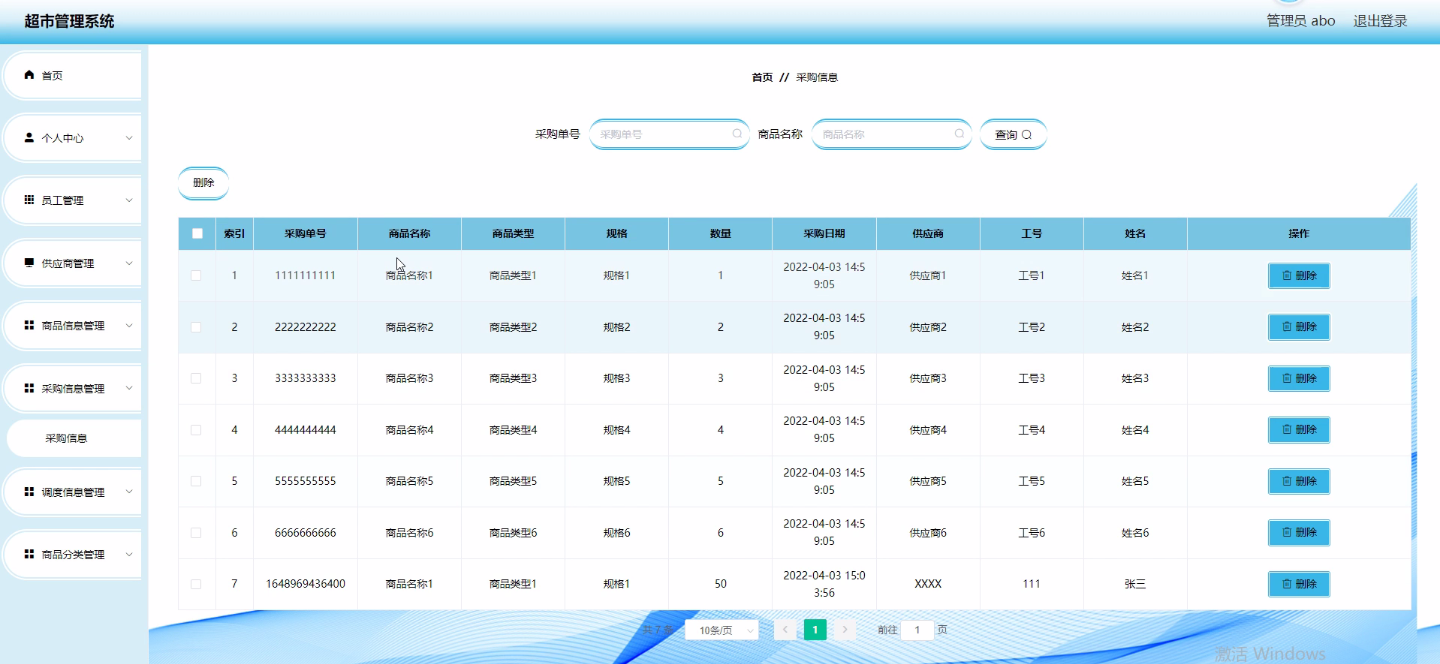 超市管理系统
管理员 abo 退出登录
首页
个人中心
员工管理
供应商管理
商品信息管理
采购信息管理
采购信息
调度信息管理
商品分类管理
首页 // 采购信息
采购单号 采购单号 商品名称 商品名称 查询
删除
索引 采购单号 商品名称 商品类型 规格 数量 采购日期 供应商 工号 姓名 操作
1 1111111111 商品名称1 商品类型1 规格1 1 2022-04-03 14:5 供应商1 工号1 姓名1 删除
9:05
2 2222222222 商品名称2 商品类型2 规格2 2 2022-04-03 14:5 供应商2 工号2 姓名2 删除
9:05
3 3333333333 商品名称3 商品类型3 规格3 3 2022-04-03 14:5 供应商3 工号3 姓名3 删除
9:05
4 4444444444 商品名称4 商品类型4 规格4 4 2022-04-03 14:5 供应商4 工号4 姓名4 删除
9:05
5 5555555555 商品名称5 商品类型5 规格5 5 2022-04-03 14:5 供应商5 工号5 姓名5 删除
9:05
6 6666666666 商品名称6 商品类型6 规格6 6 2022-04-03 14:5 供应商6 工号6 姓名6 删除
9:05
7 1648969436400 商品名称1 商品类型1 规格1 50 2022-04-03 15:0 XXXX 111 张三 删除
3:56
共 7 条 10条/页 1 前往 1 页
激活 Windows